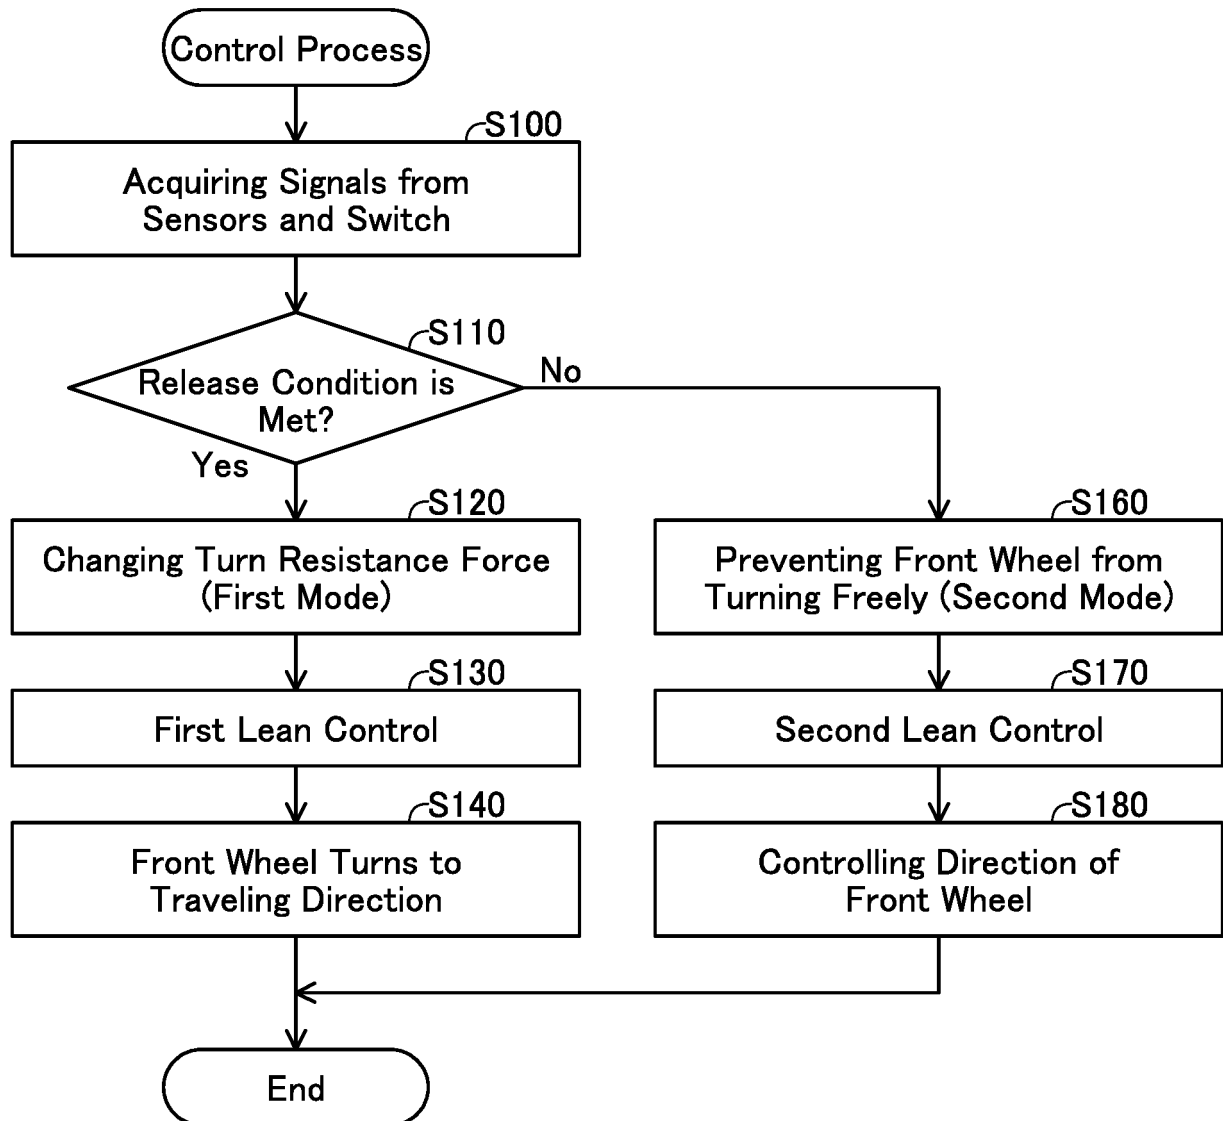 Control Process
S100
Acquiring Signals from
Sensors and Switch
S110
Release Condition is
Met?
No
Yes
S120
Changing Turn Resistance Force
(First Mode)
S130
First Lean Control
S140
Front Wheel Turns to
Traveling Direction
S160
Preventing Front Wheel from
Turning Freely (Second Mode)
S170
Second Lean Control
S180
Controlling Direction of
Front Wheel
End